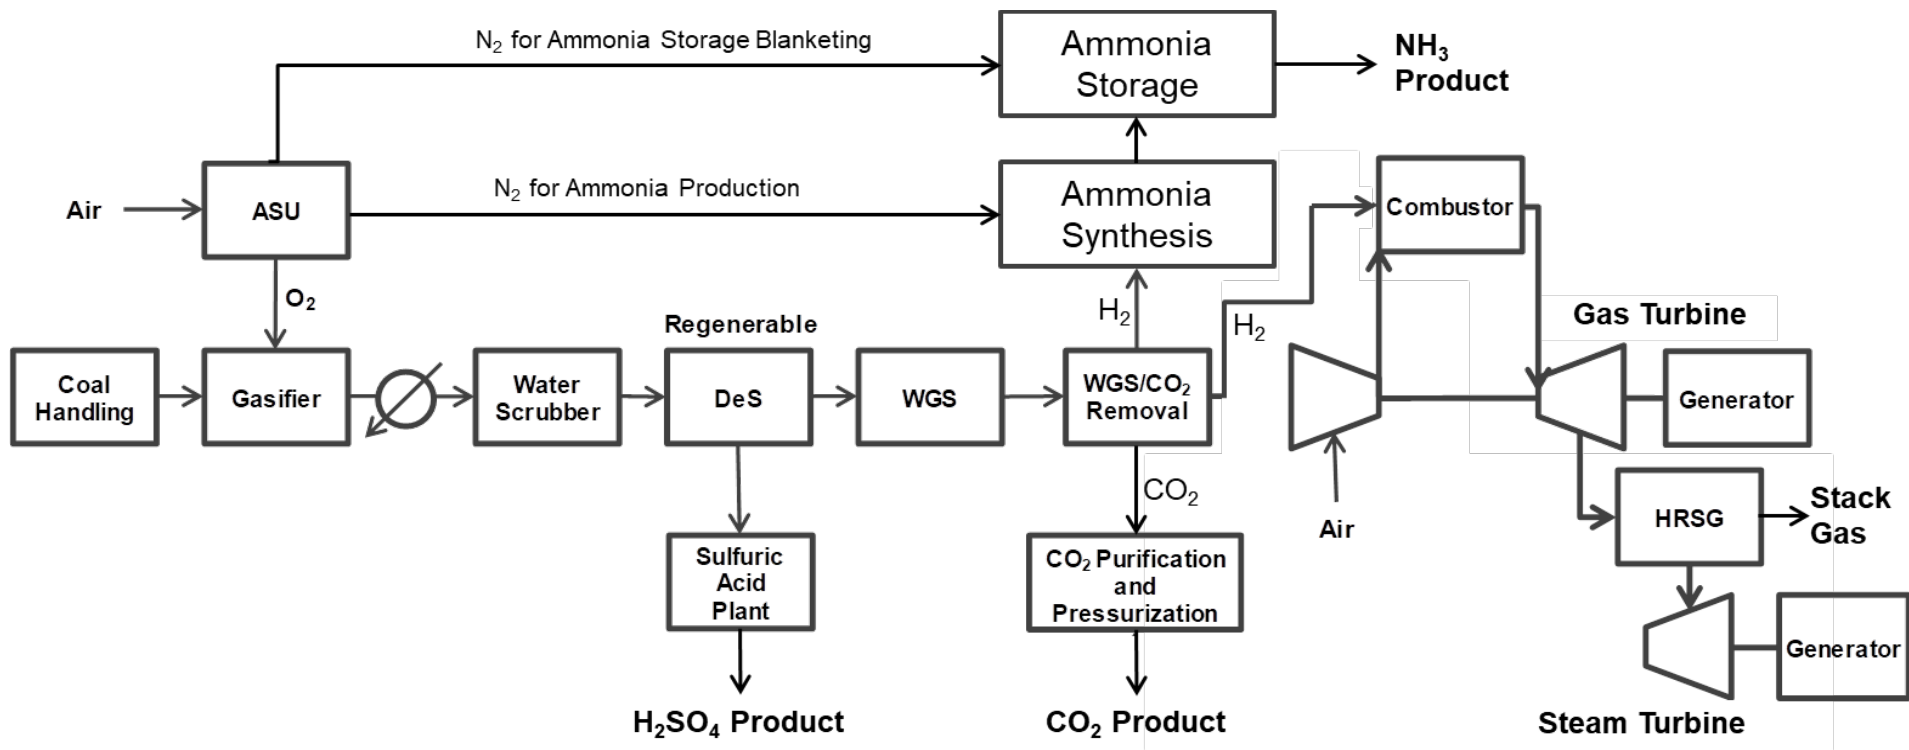 N₂ for Ammonia Storage Blanketing
Ammonia
Storage
NH₃
Product
Air
ASU
N₂ for Ammonia Production
Ammonia
Synthesis
Combustor
O₂
H₂
H₂
Gas Turbine
Regenerable
Coal
Handling
Gasifier
Water
Scrubber
DeS
WGS
WGS/CO₂
Removal
Generator
CO₂
Air
HRSG
Stack
Gas
Sulfuric
Acid
Plant
CO₂ Purification
and
Pressurization
Generator
H₂SO₄ Product
CO₂ Product
Steam Turbine